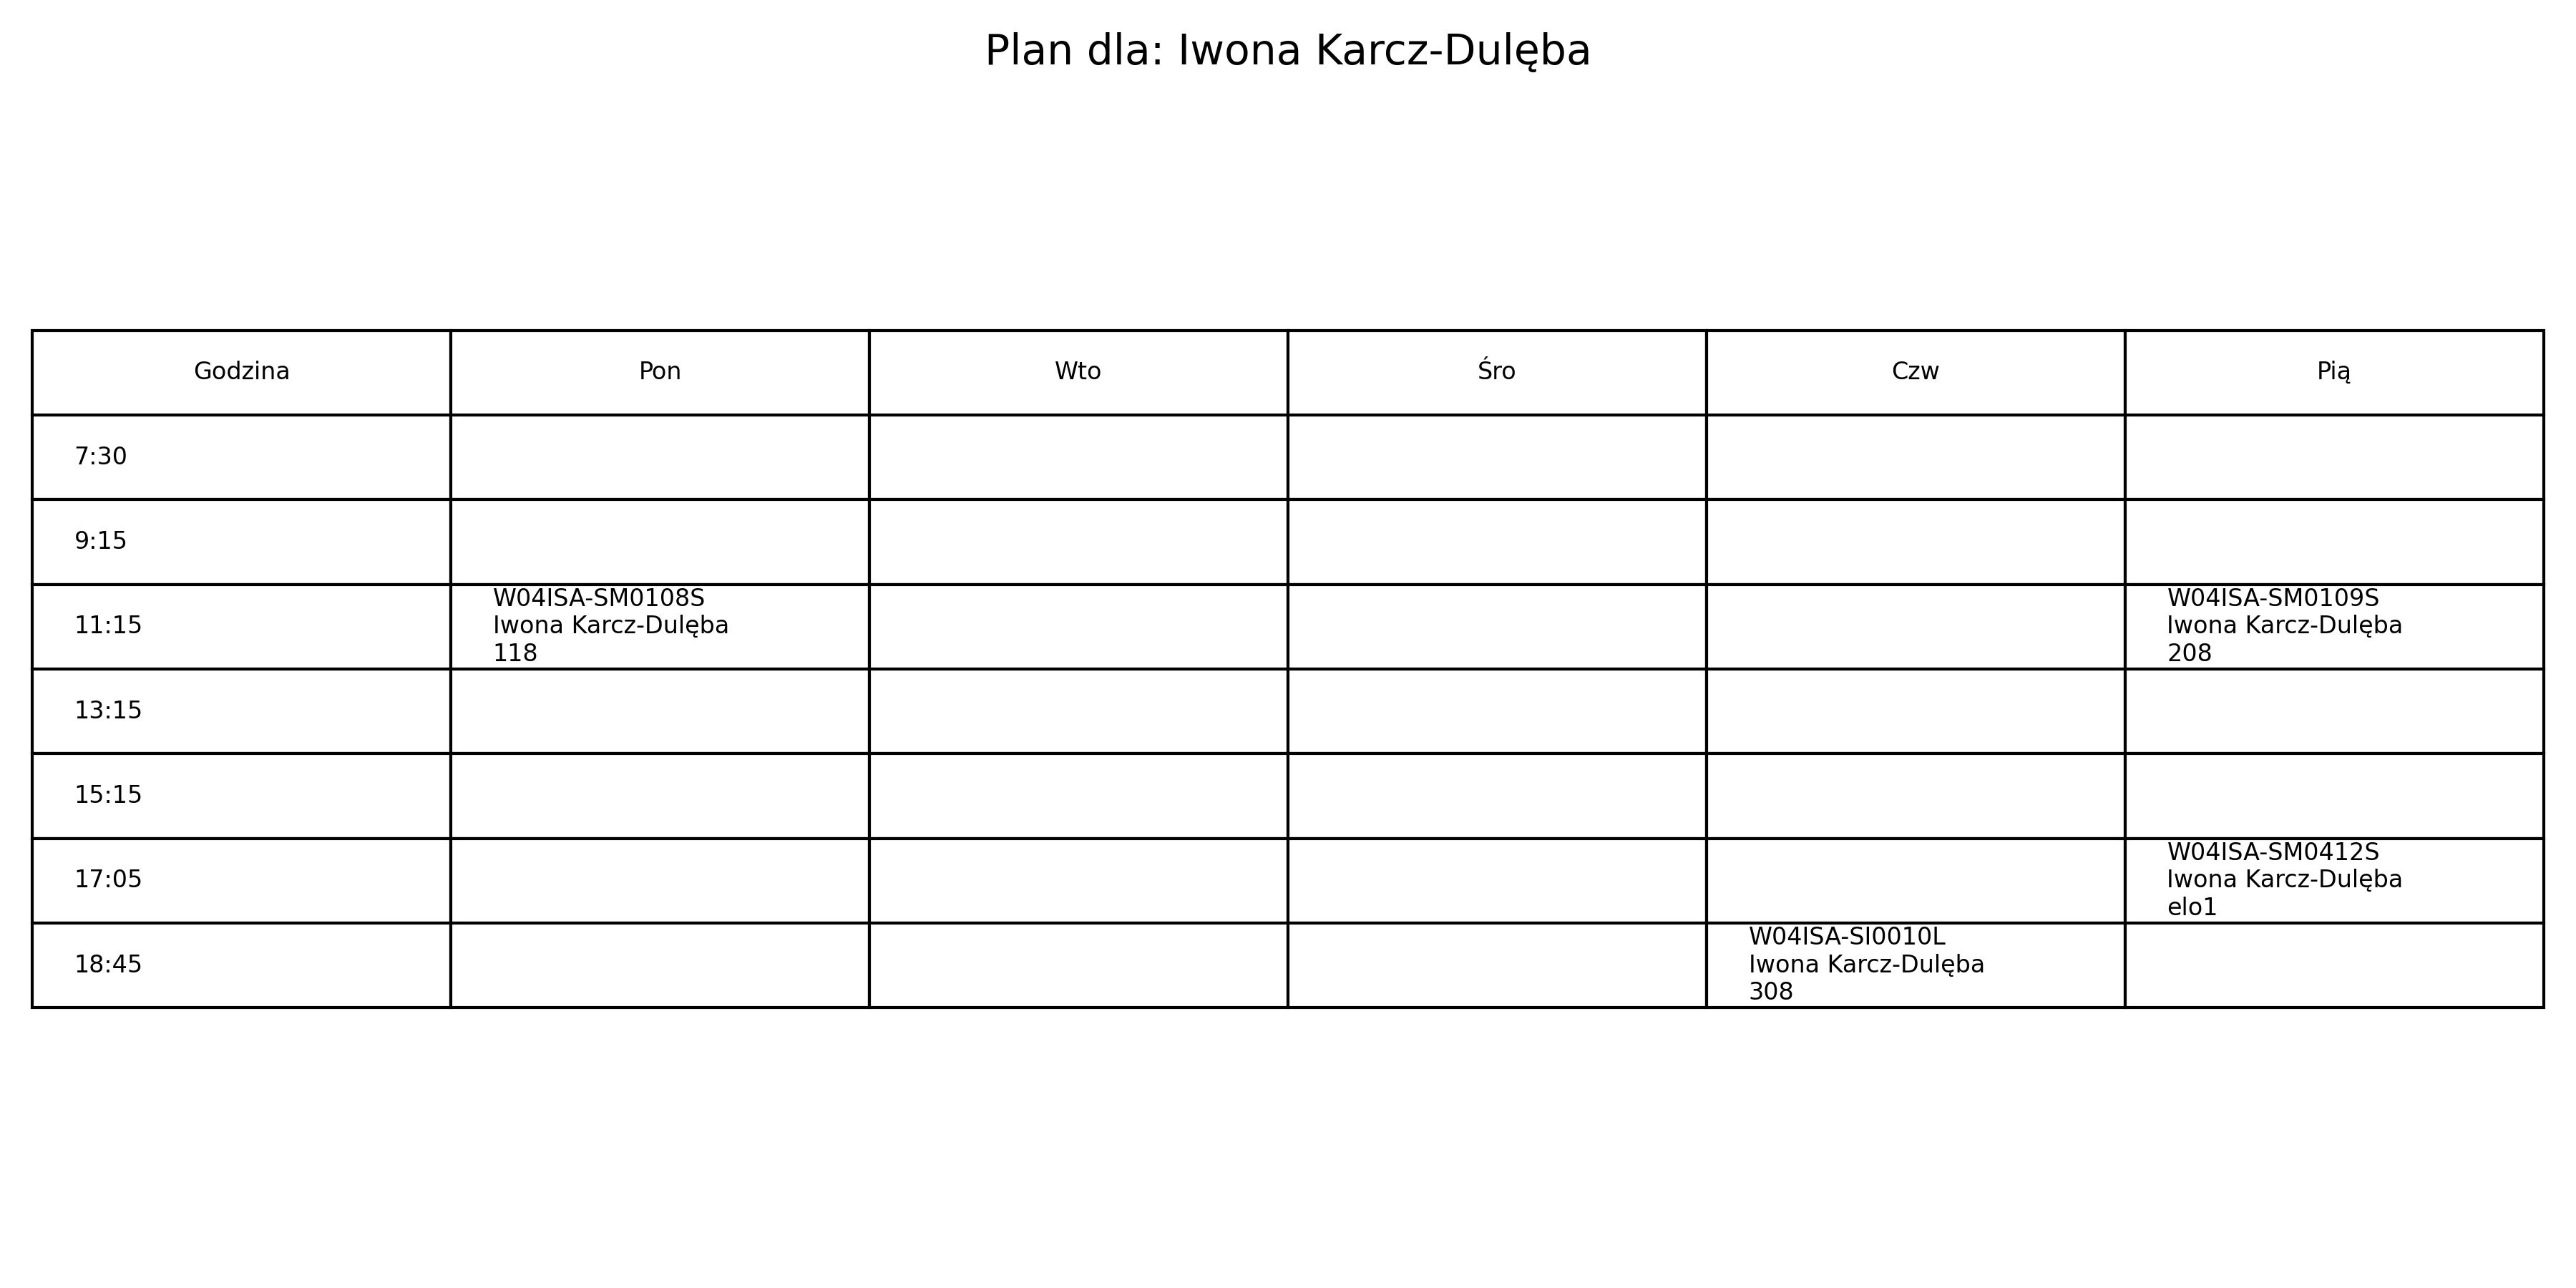 Plan dla: Iwona Karcz-Dulęba
Godzina Pon Wto Śro Czw Pią
7:30
9:15
11:15
W04ISA-SM0108S
Iwona Karcz-Dulęba
118
W04ISA-SM0109S
Iwona Karcz-Dulęba
208
13:15
15:15
17:05
W04ISA-SM0412S
Iwona Karcz-Dulęba
elo1
18:45
W04ISA-SI0010L
Iwona Karcz-Dulęba
308